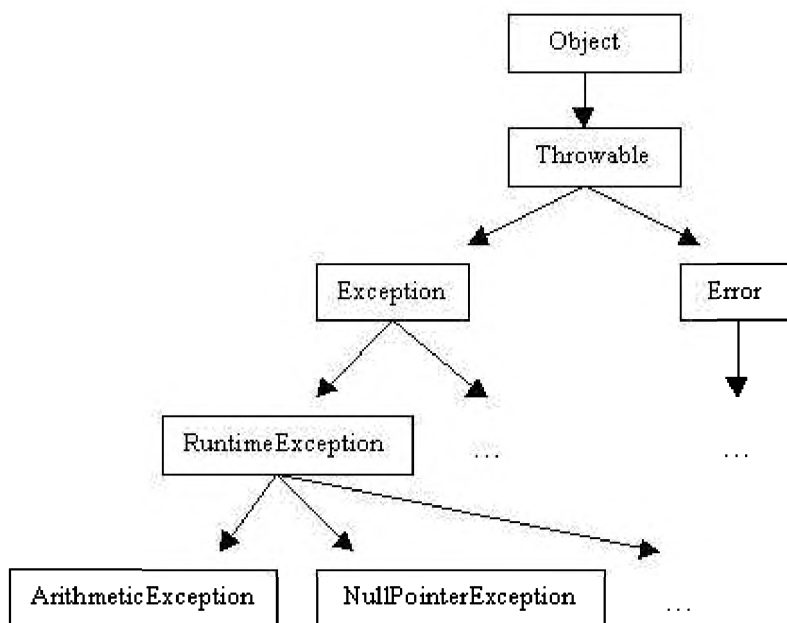 Object
Throwable
Exception
Error
RuntimeException
...
...
ArithmeticException
NullPointerException
...